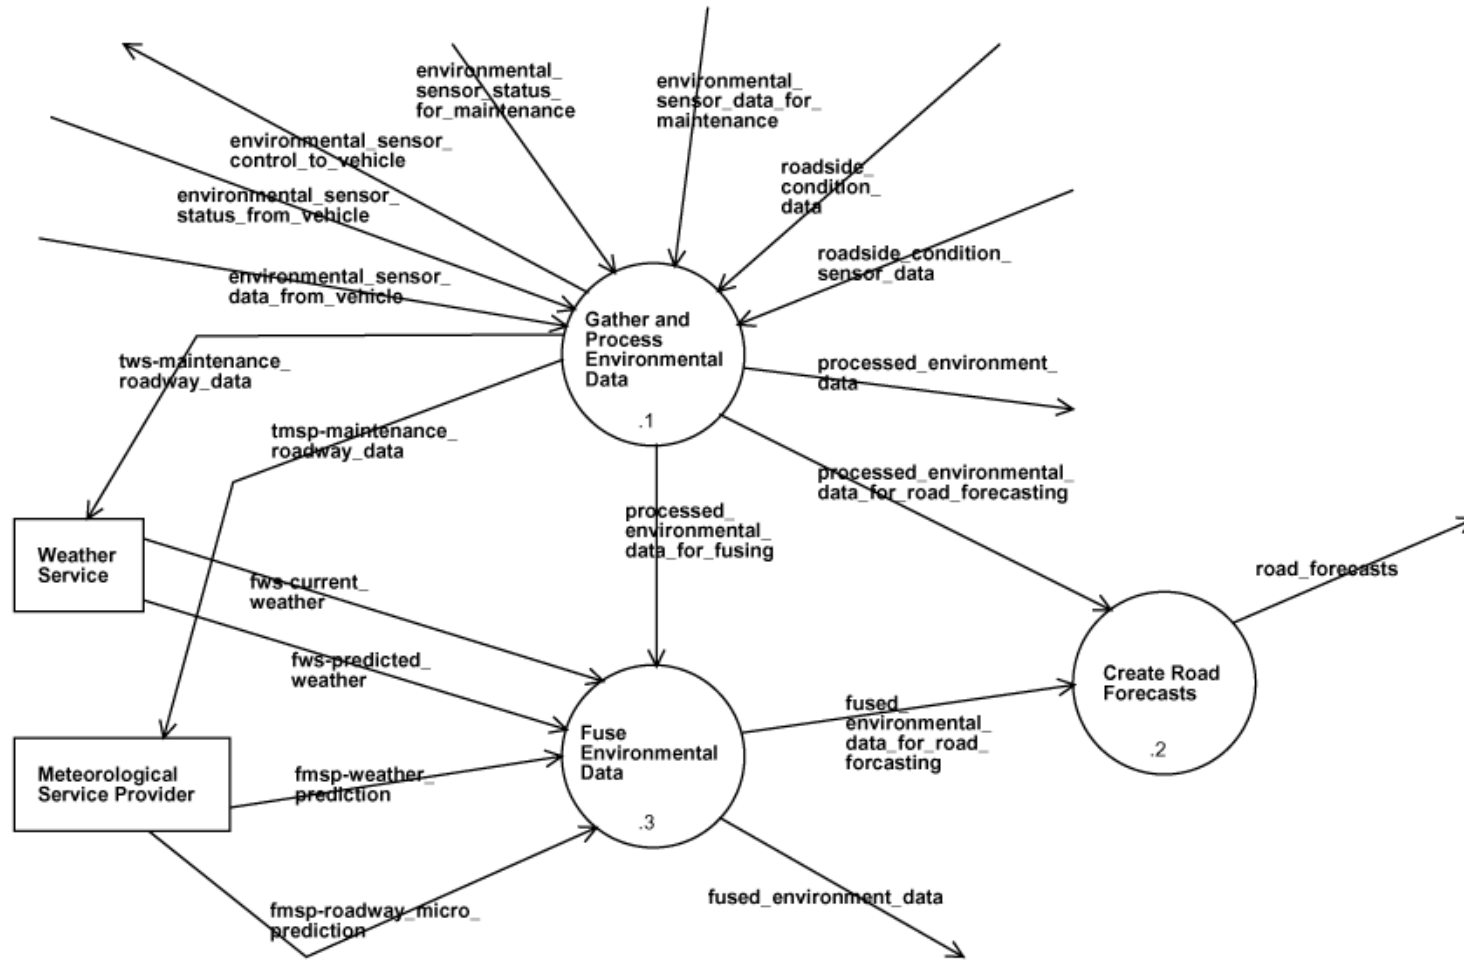 environmental_
sensor_status_
for_maintenance
environmental_
sensor_data_for_
maintenance
environmental_sensor_
control_to_vehicle
roadside_
condition_
data
environmental_sensor_
status_from_vehicle
roadside_condition_
sensor_data
environmental_sensor_
data_from_vehicle
Gather and
Process
Environmental
Data
.1
tws-maintenance_
roadway_data
processed_environment_
data
tmsp-maintenance_
roadway_data
processed_environmental_
data_for_road_forecasting
processed_
environmental_
data_for_fusing
Weather
Service
fws-current_
weather
road_forecasts
fws-predicted_
weather
Create Road
Forecasts
.2
fused_
environmental_
data_for_road_
forcasting
Fuse
Environmental
Data
.3
Meteorological
Service Provider
fmsp-weather_
prediction
fmsp-roadway_micro_
prediction
fused_environment_data